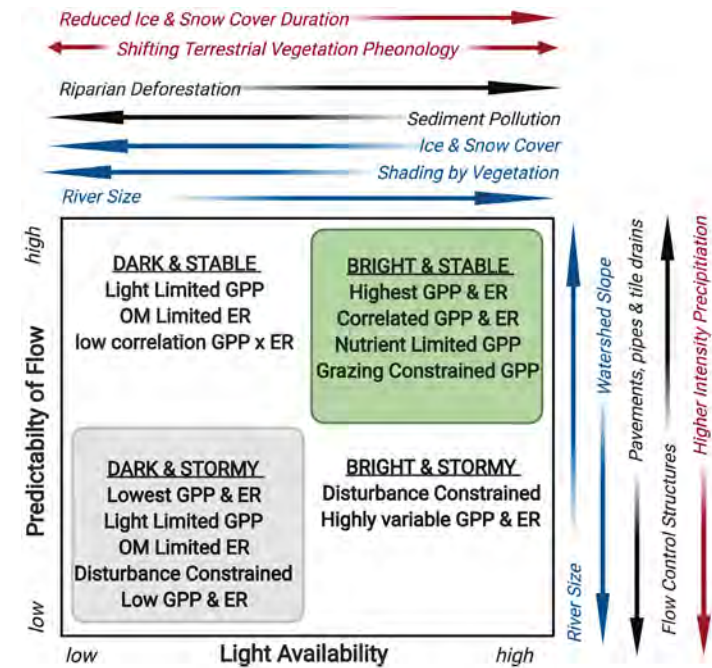 Reduced Ice & Snow Cover Duration
Shifting Terrestrial Vegetation Pheonology
Riparian Deforestation
Sediment Pollution
Ice & Snow Cover
Shading by Vegetation
River Size
high
Predictabilty of Flow
low
DARK & STABLE
Light Limited GPP
OM Limited ER
low correlation GPP x ER
BRIGHT & STABLE
Highest GPP & ER
Correlated GPP & ER
Nutrient Limited GPP
Grazing Constrained GPP
DARK & STORMY
Lowest GPP & ER
Light Limited GPP
OM Limited ER
Disturbance Constrained
Low GPP & ER
BRIGHT & STORMY
Disturbance Constrained
Highly variable GPP & ER
low
Light Availability
high
River Size
Watershed Slope
Pavements, pipes & tile drains
Flow Control Structures
Higher Intensity Precipitiation